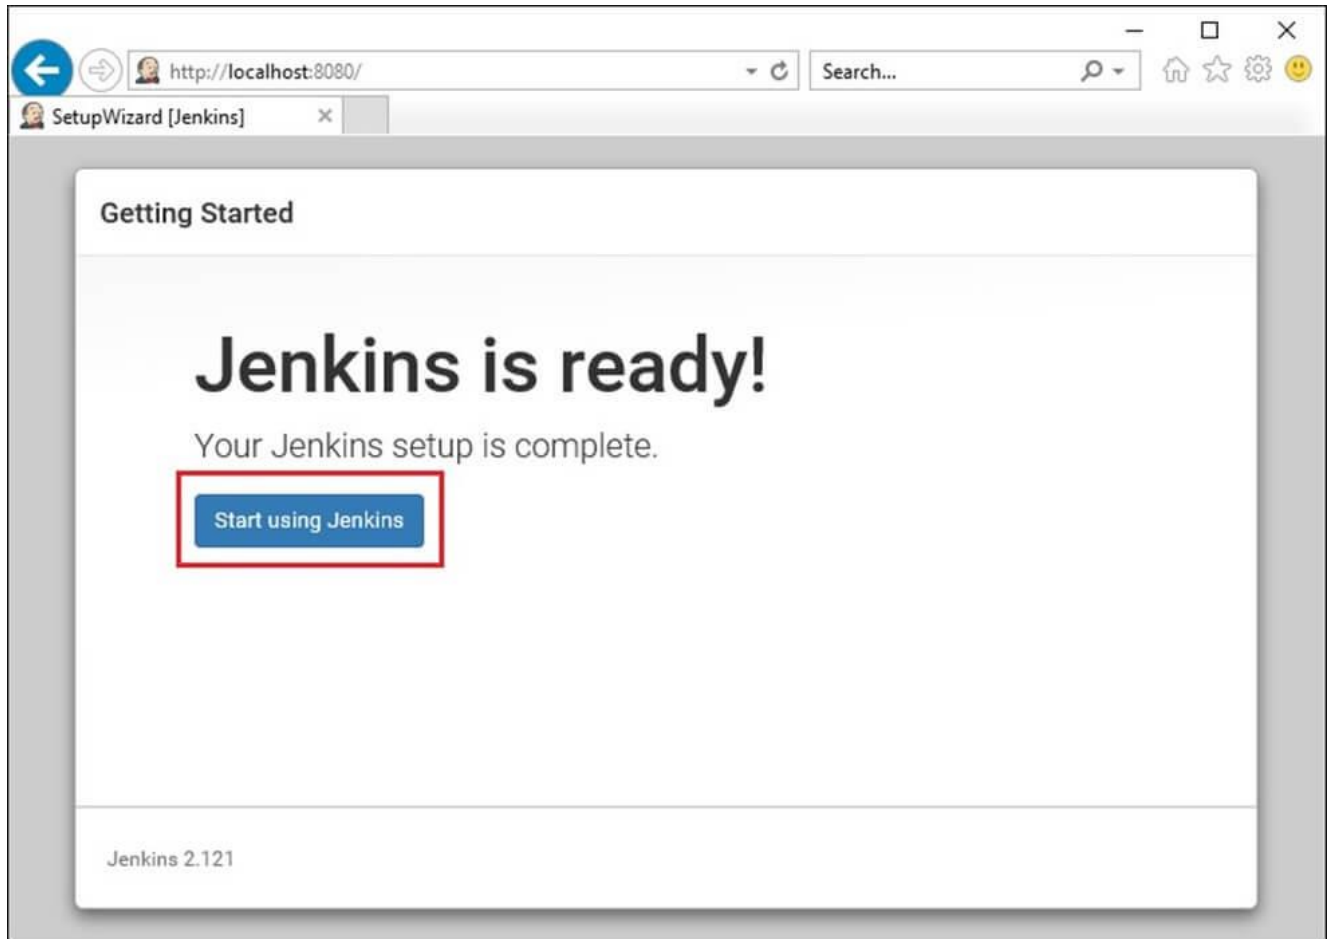 http://localhost:8080/
Search...
SetupWizard [Jenkins]
Getting Started
Jenkins is ready!
Your Jenkins setup is complete.
Start using Jenkins
Jenkins 2.121